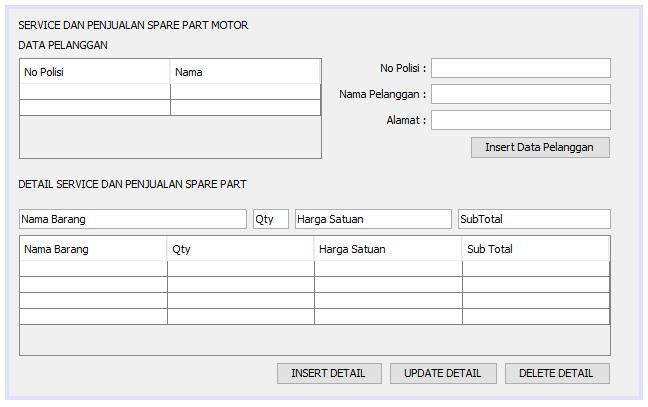 SERVICE DAN PENJUALAN SPARE PART MOTOR
DATA PELANGGAN
No Polisi Nama
No Polisi :
Nama Pelanggan :
Alamat :
Insert Data Pelanggan
DETAIL SERVICE DAN PENJUALAN SPARE PART
Nama Barang Qty Harga Satuan SubTotal
Nama Barang Qty Harga Satuan Sub Total
INSERT DETAIL UPDATE DETAIL DELETE DETAIL